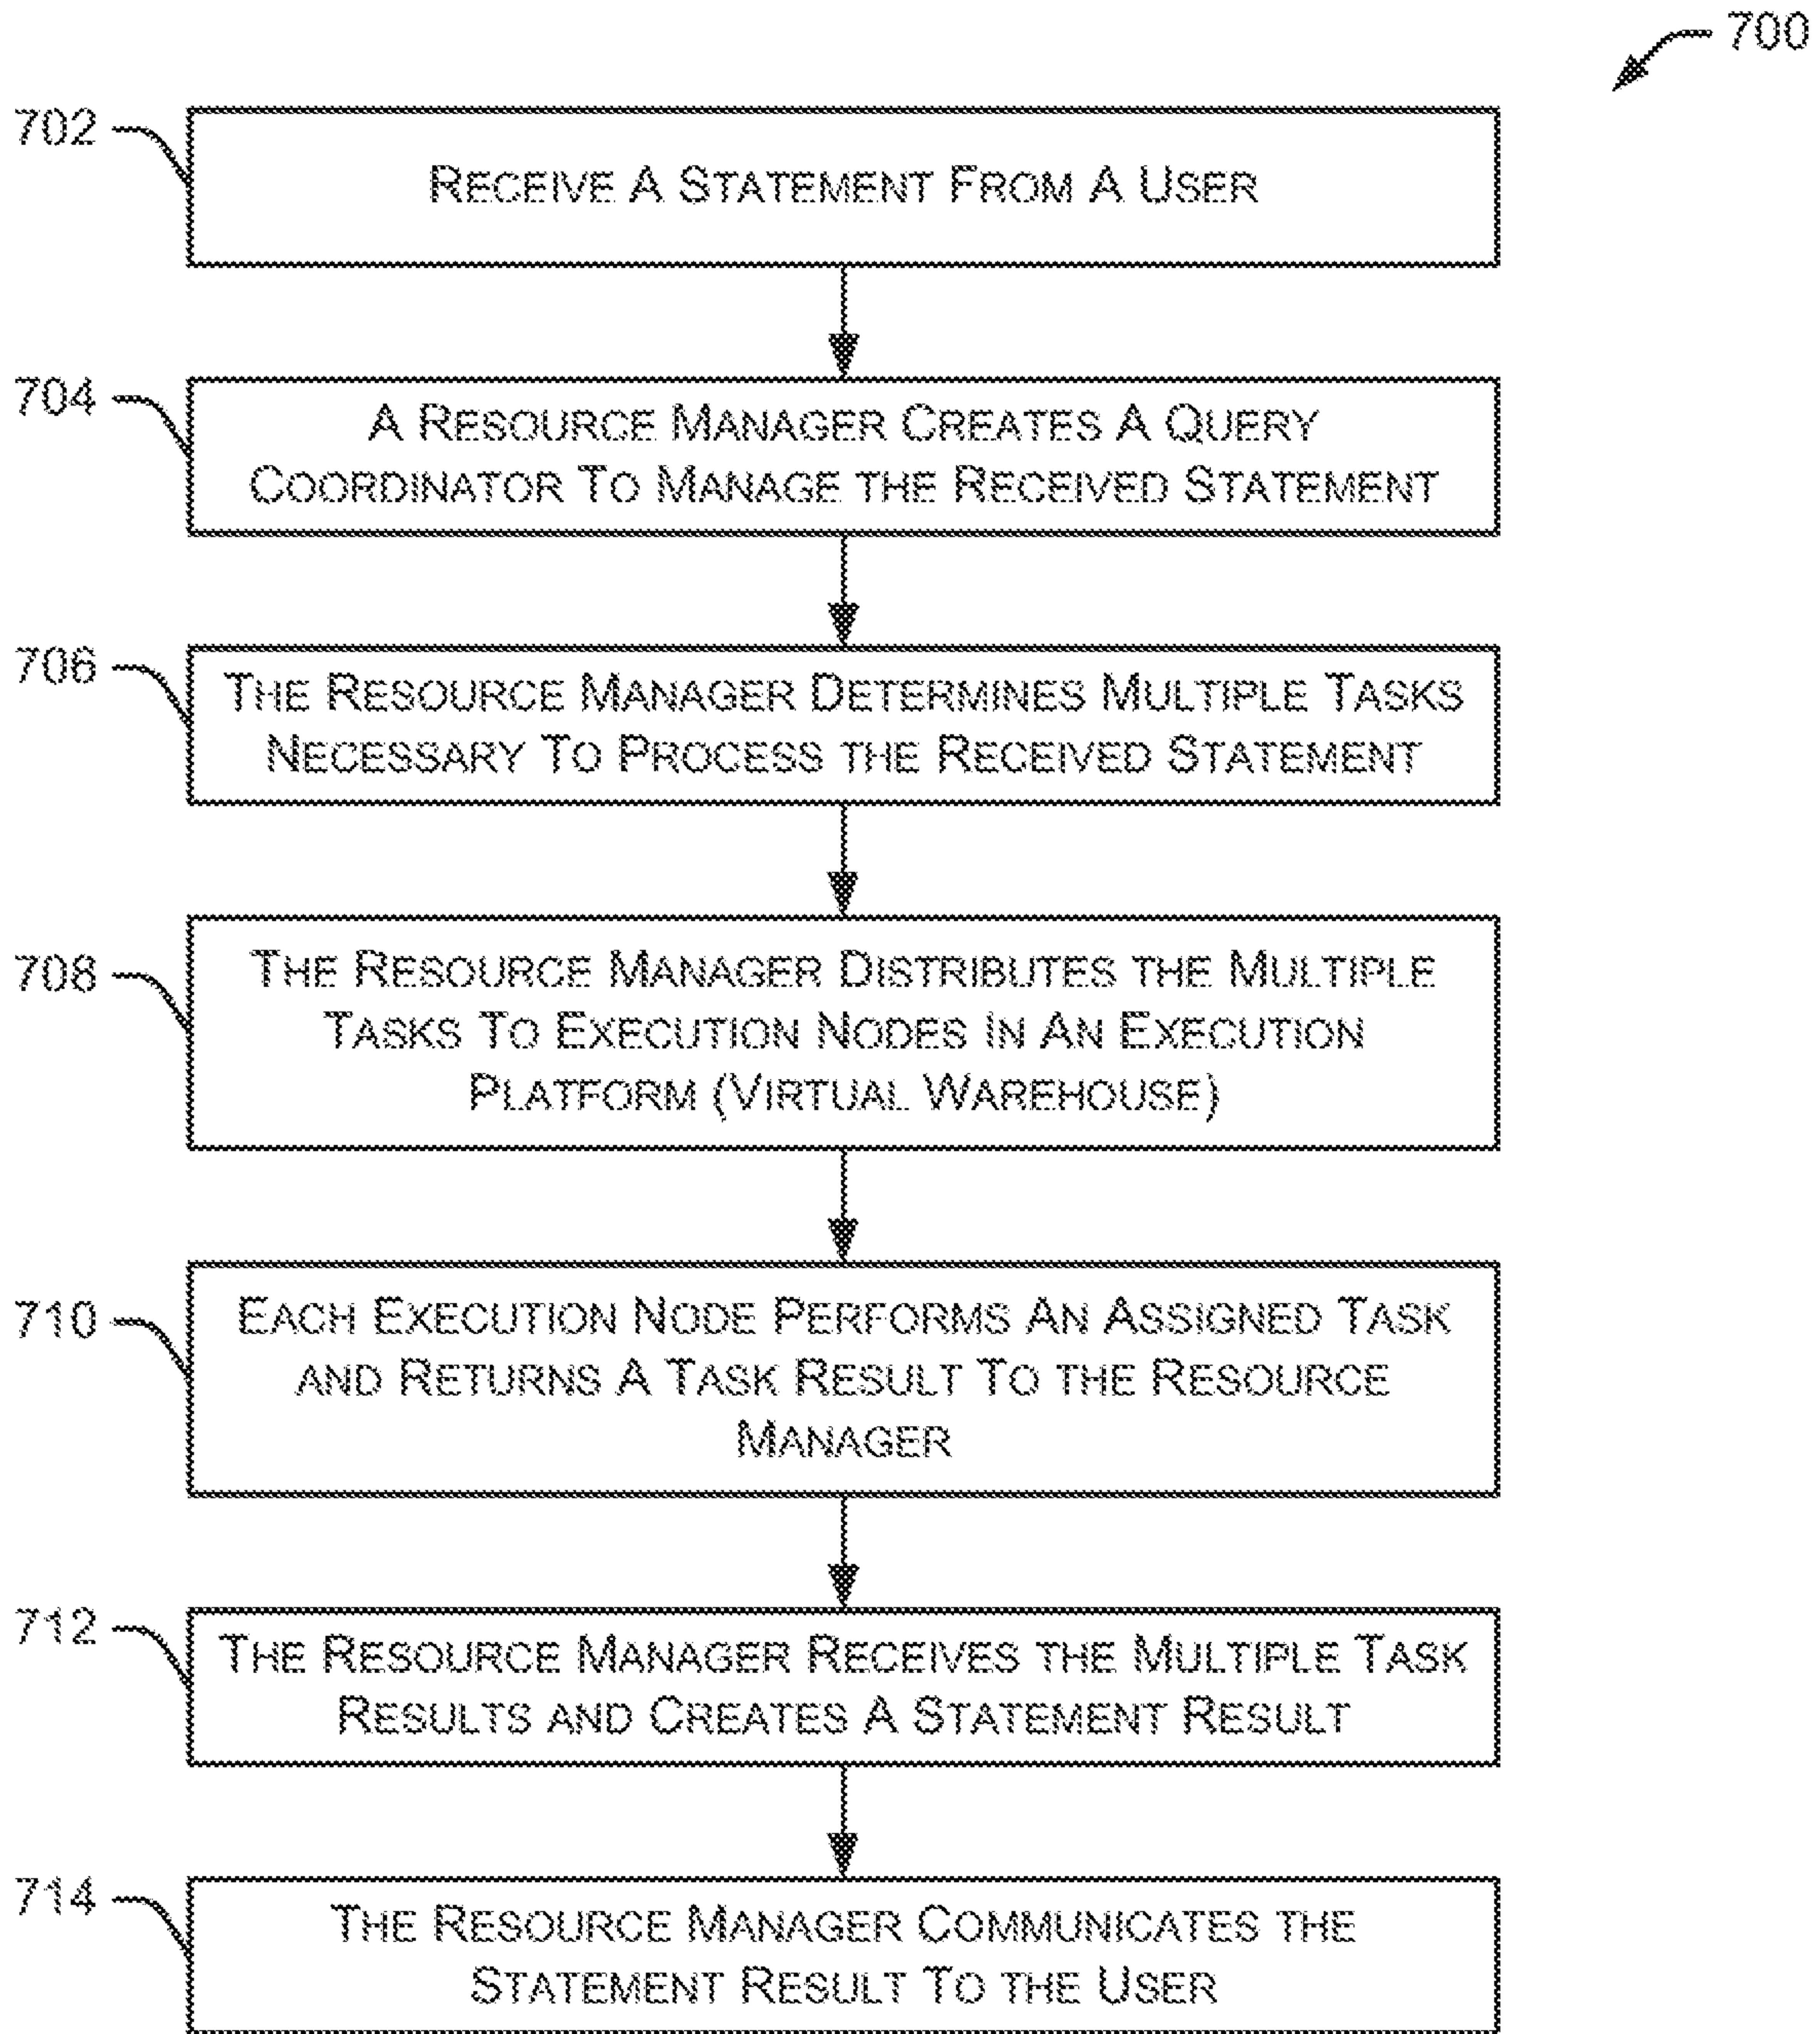 700
702
RECEIVE A STATEMENT FROM A USER
704
A RESOURCE MANAGER CREATES A QUERY
COORDINATOR TO MANAGE THE RECEIVED STATEMENT
706
THE RESOURCE MANAGER DETERMINES MULTIPLE TASKS
NECESSARY TO PROCESS THE RECEIVED STATEMENT
708
THE RESOURCE MANAGER DISTRIBUTES THE MULTIPLE
TASKS TO EXECUTION NODES IN AN EXECUTION
PLATFORM (VIRTUAL WAREHOUSE)
710
EACH EXECUTION NODE PERFORMS AN ASSIGNED TASK
AND RETURNS A TASK RESULT TO THE RESOURCE
MANAGER
712
THE RESOURCE MANAGER RECEIVES THE MULTIPLE TASK
RESULTS AND CREATES A STATEMENT RESULT
714
THE RESOURCE MANAGER COMMUNICATES THE
STATEMENT RESULT TO THE USER